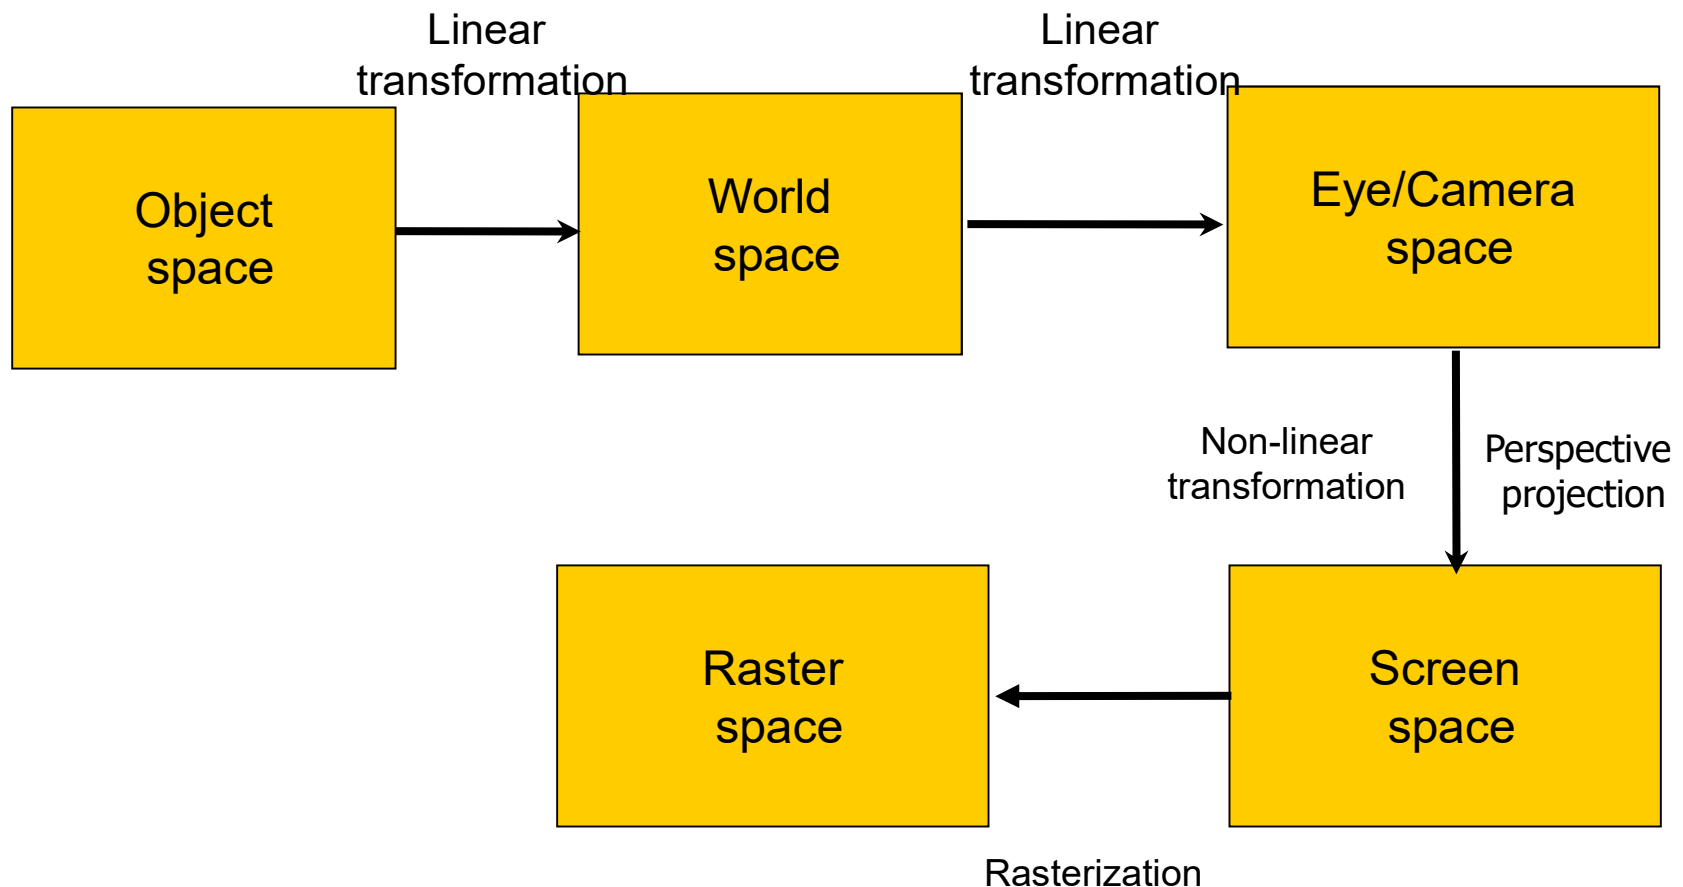 Linear
transformation
Linear
transformation
Object
space
World
space
Eye/Camera
space
Non-linear
transformation
Perspective
projection
Raster
space
Screen
space
Rasterization